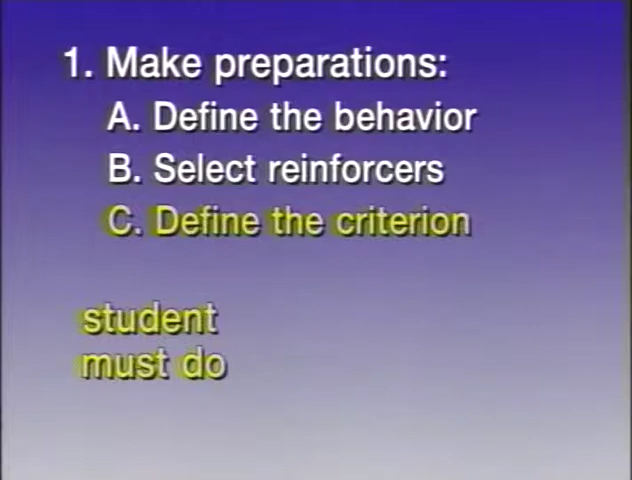 1. Make preparations:
A. Define the behavior
B. Select reinforcers
C. Define the criterion
student
must do